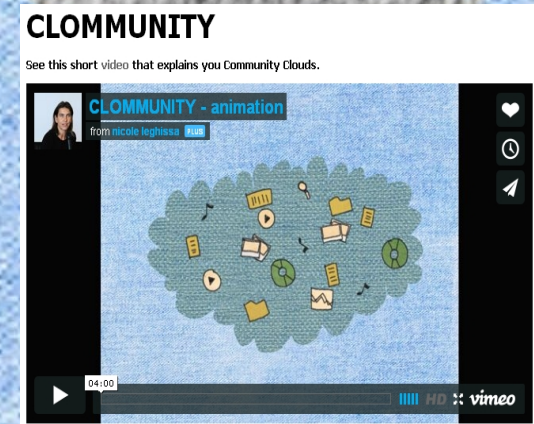 CLOMMUNITY
See this short video that explains you Community Clouds.
CLOMMUNITY - animation
from nicole leghissa PLUS
04:00
HD vimeo